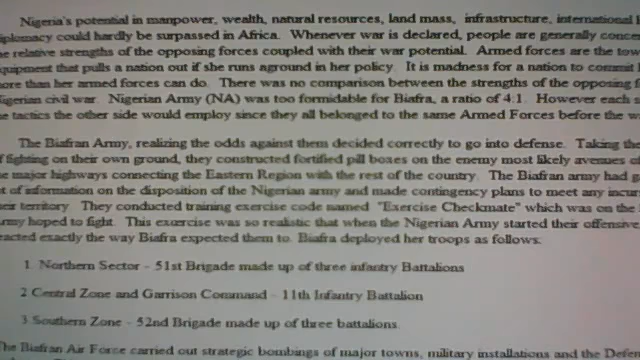 Nigeria's potential in manpower, wealth, natural resources, land mass, infrastructure, international
diplomacy could hardly be surpassed in Africa. Whenever war is declared, people are generally
relative strengths of the opposing forces coupled with their war potential. Armed forces are the
equipment that pulls a nation out if she runs aground in her policy. It is madness for a nation to commit
than her armed forces can do. There was no comparison between the strengths of the opposing
Nigerian civil war. Nigerian Army (NA) was too formidable for Biafra, a ratio of 4:1. However each
tactics the other side would employ since they all belonged to the same Armed Forces before the
The Biafran Army, realizing the odds against them decided correctly to go into defense. Taking the
fighting on their own ground, they constructed fortified pill boxes on the enemy most likely avenues
major highways connecting the Eastern Region with the rest of the country. The Biafran army had
of information on the disposition of the Nigerian army and made contingency plans to meet any
territory They conducted training exercise code named "Exercise Checkmate" which was on the
hoped to fight. This exercise was so realistic that when the Nigerian Army started their offensive,
exactly the way Biafra expected them to. Biafra deployed her troops as follows:
1 Northern Sector - 51st Brigade made up of three infantry Battalions
2 Central Zone and Garrison Command - 11th Infantry Battalion
3 Southern Zone - 52nd Brigade made up of three battalions.
The Biafran Air Force carried out strategic bombings of major towns, military installations and the